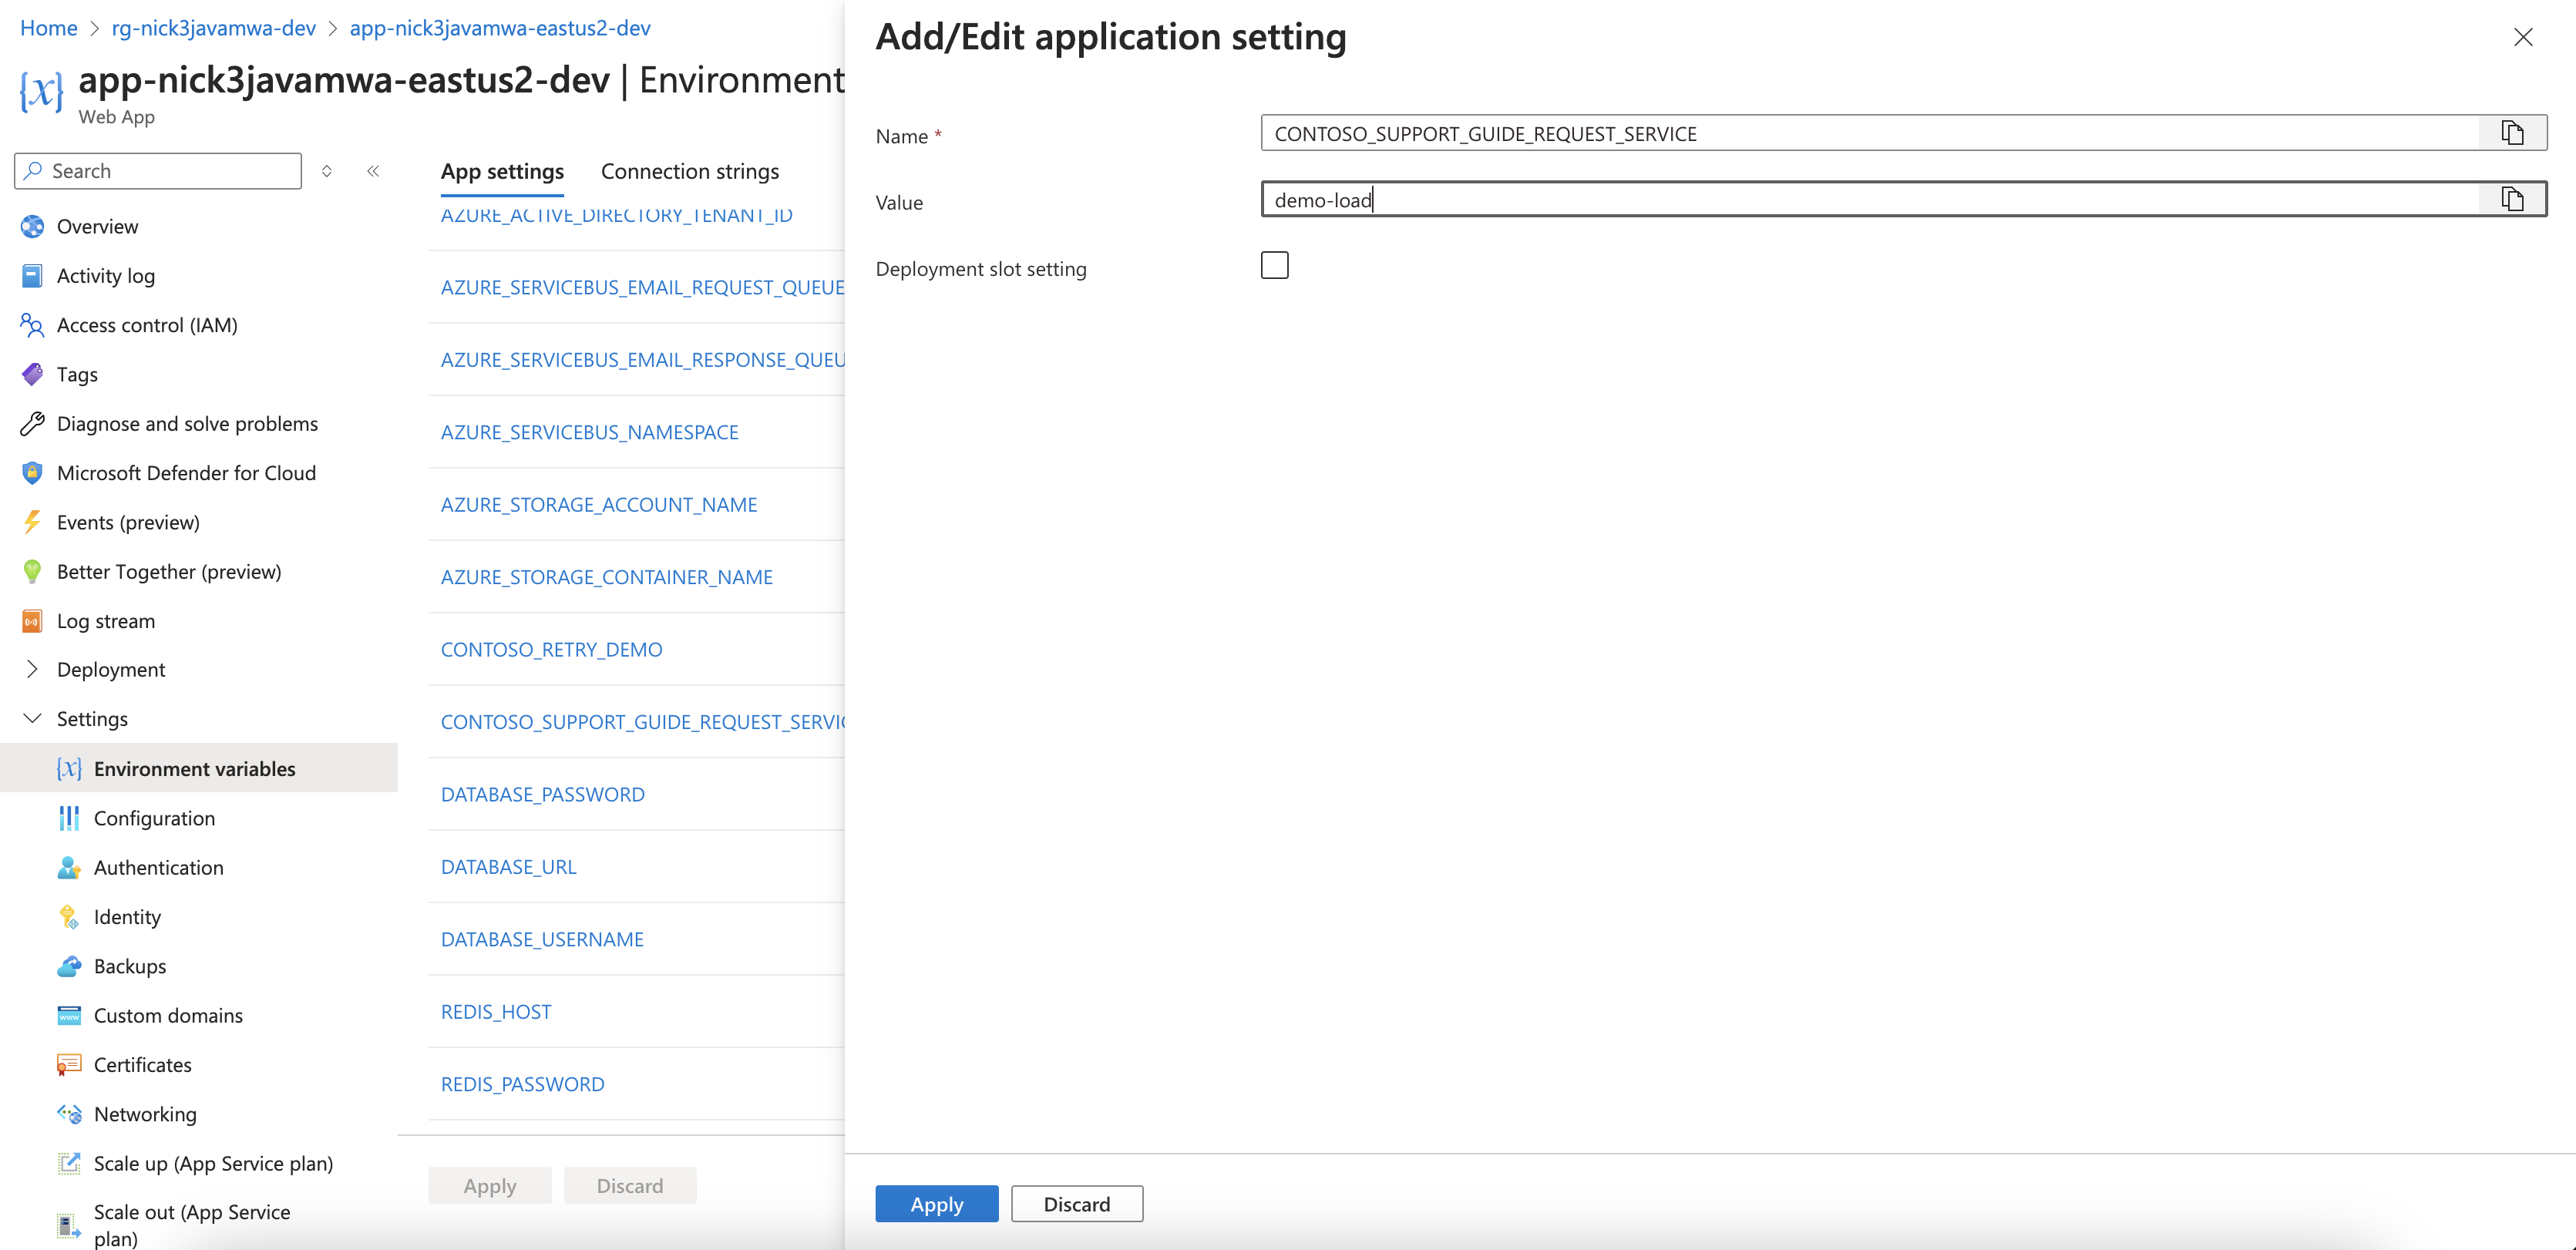 Home > rg-nick3javamwa-dev > app-nick3javamwa-eastus2-dev
app-nick3javamwa-eastus2-dev | Environment
Web App
Search
Overview
Activity log
Access control (IAM)
Tags
Diagnose and solve problems
Microsoft Defender for Cloud
Events (preview)
Better Together (preview)
Log stream
Deployment
Settings
Environment variables
Configuration
Authentication
Identity
Backups
Custom domains
Certificates
Networking
Scale up (App Service plan)
Scale out (App Service
plan)
App settings Connection strings
AZURE_ACTIVE_DIRECTORY_TENANT_ID
AZURE_SERVICEBUS_EMAIL_REQUEST_QUEUE
AZURE_SERVICEBUS_EMAIL_RESPONSE_QUEU
AZURE_SERVICEBUS_NAMESPACE
AZURE_STORAGE_ACCOUNT_NAME
AZURE_STORAGE_CONTAINER_NAME
CONTOSO_RETRY_DEMO
CONTOSO_SUPPORT_GUIDE_REQUEST_SERVIC
DATABASE_PASSWORD
DATABASE_URL
DATABASE_USERNAME
REDIS_HOST
REDIS_PASSWORD
Apply Discard
Add/Edit application setting
Name * CONTOSO_SUPPORT_GUIDE_REQUEST_SERVICE
Value demo-load
Deployment slot setting
Apply Discard